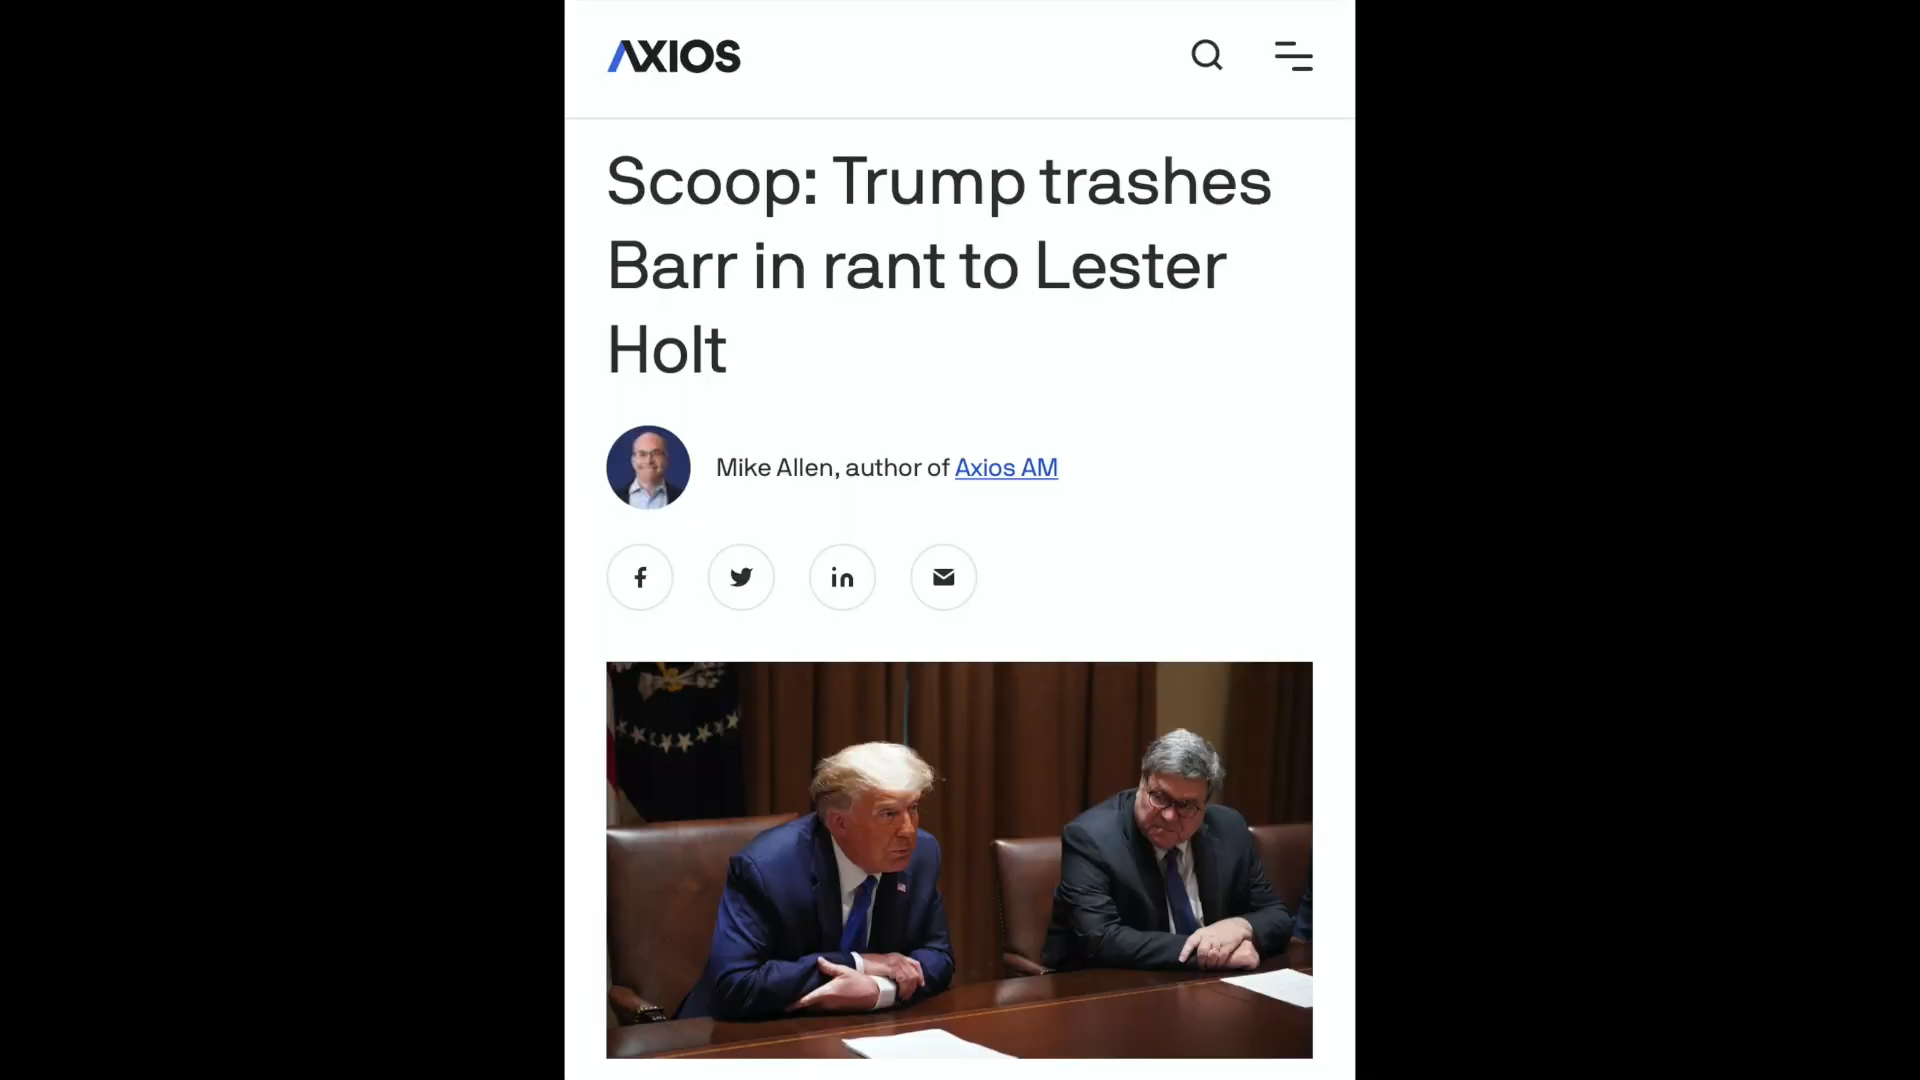 AXIOS
Scoop: Trump trashes
Barr in rant to Lester
Holt
Mike Allen, author of Axios AM